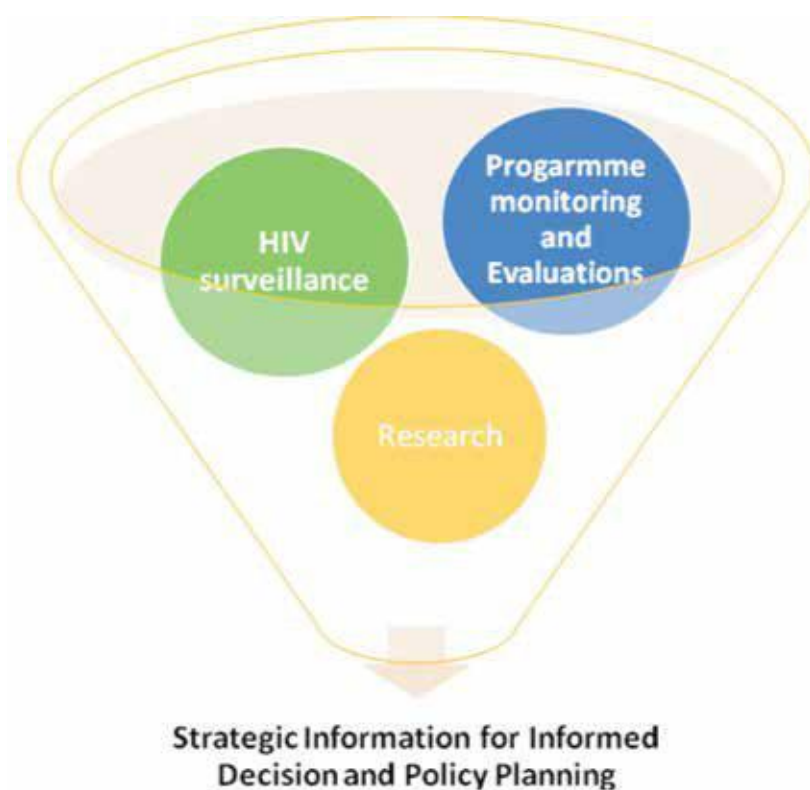 HIV
surveillance
Progarmme
monitoring
and
Evaluations
Research
Strategic Information for Informed
Decision and Policy Planning